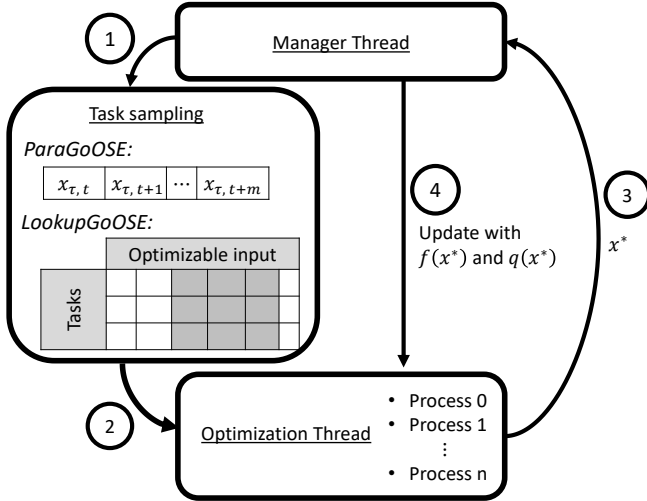 1
Manager Thread
Task sampling
ParaGoOSE:
x_{τ, t} x_{τ, t+1} ⋯ x_{τ, t+m}
LookupGoOSE:
Optimizable input
Tasks
4
Update with
f(x*) and q(x*)
3
x*
2
Optimization Thread
• Process 0
• Process 1
⋮
• Process n